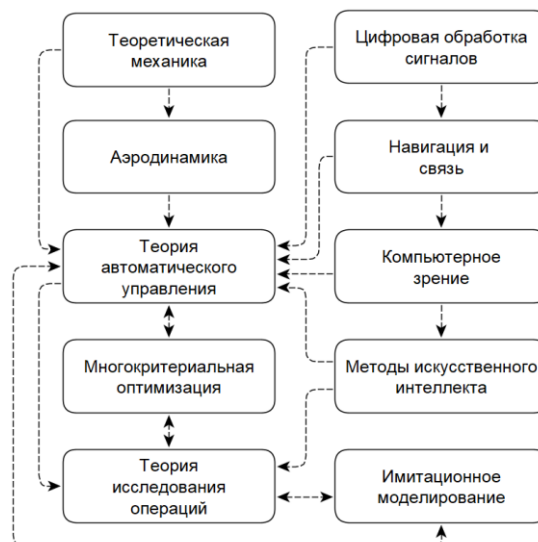 Теоретическая
механика
Цифровая обработка
сигналов
Аэродинамика
Навигация и
связь
Теория
автоматического
управления
Компьютерное
зрение
Многокритериальная
оптимизация
Методы искусственного
интеллекта
Теория
исследования
операций
Имитационное
моделирование